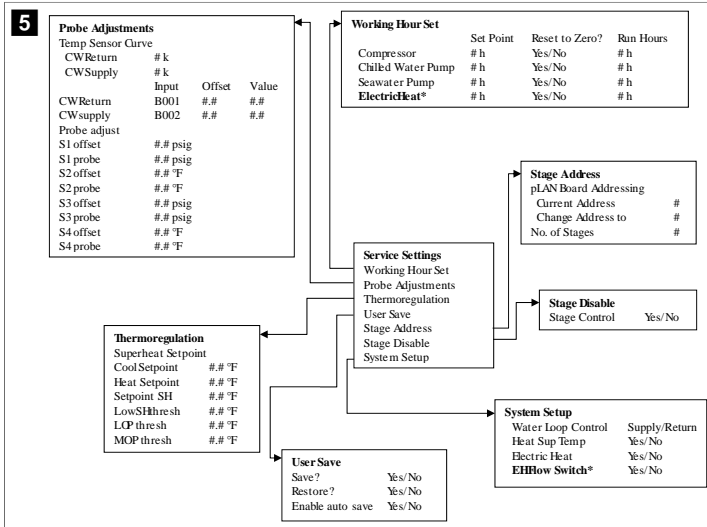 5
Probe Adjustments
Temp Sensor Curve
CWReturn # k
CWSupply # k
Input Offset Value
CWReturn B001 #.# #.#
CWsupply B002 #.# #.#
Probe adjust
S1 offset #.# psig
S1 probe #.# psig
S2 offset #.# °F
S2 probe #.# °F
S3 offset #.# psig
S3 probe #.# psig
S4 offset #.# °F
S4 probe #.# °F
Working Hour Set
Set Point Reset to Zero? Run Hours
Compressor # h Yes/No # h
Chilled Water Pump # h Yes/No # h
Seawater Pump # h Yes/No # h
ElectricHeat* # h Yes/No # h
Stage Address
pLAN Board Addressing
Current Address #
Change Address to #
No. of Stages #
Service Settings
Working Hour Set
Probe Adjustments
Thermoregulation
User Save
Stage Address
Stage Disable
System Setup
Stage Disable
Stage Control Yes/No
Thermoregulation
Superheat Setpoint
Cool Setpoint #.# °F
Heat Setpoint #.# °F
Setpoint SH #.# °F
LowSHthresh #.# °F
LOP thresh #.# °F
MOP thresh #.# °F
System Setup
Water Loop Control Supply/Return
Heat Sup Temp Yes/No
Electric Heat Yes/No
EHFlow Switch* Yes/No
User Save
Save? Yes/No
Restore? Yes/No
Enable auto save Yes/No